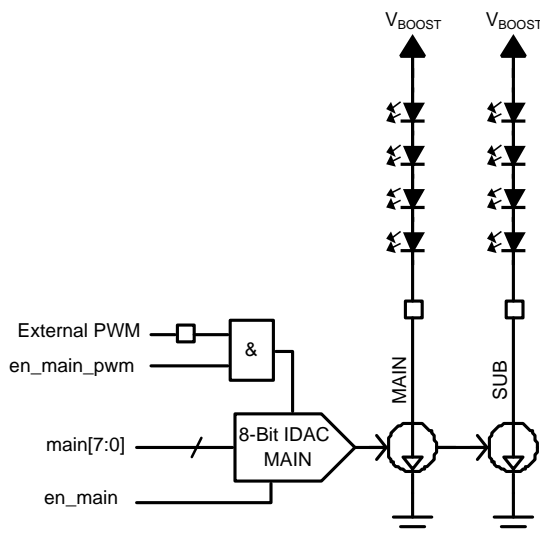 VBOOST VBOOST
External PWM
&
en_main_pwm
MAIN
SUB
main[7:0]
8-Bit IDAC
MAIN
en_main